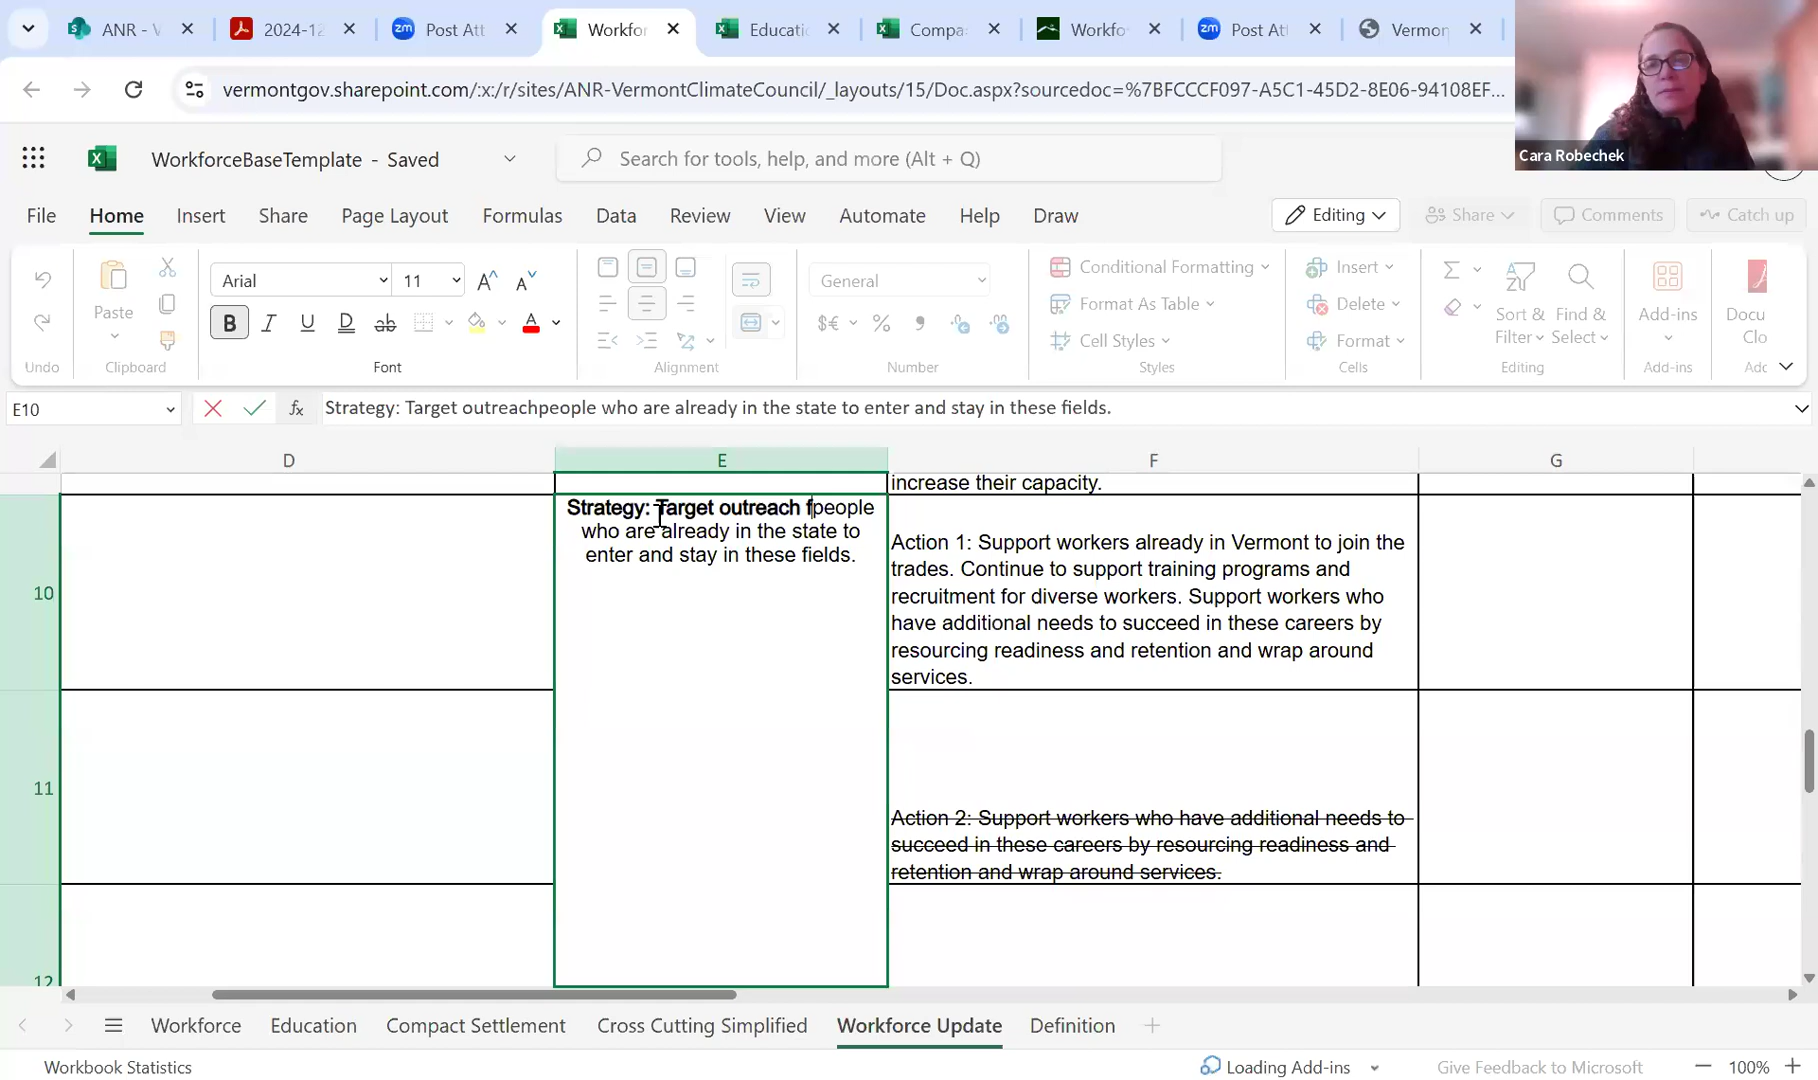 ANR - V
2024-12
Post Att
Workfor
Educatio
Compa
Workfo
Post Att
Vermon
vermontgov.sharepoint.com/:x:/r/sites/ANR-VermontClimateCouncil/_layouts/15/Doc.aspx?sourcedoc=%7BFCCCF097-A5C1-45D2-8E06-94108EF...
Cara Robechek
WorkforceBaseTemplate - Saved
Search for tools, help, and more (Alt + Q)
File Home Insert Share Page Layout Formulas Data Review View Automate Help Draw
Editing Share Comments Catch up
Paste
Arial 11
General
Conditional Formatting
Format As Table
Cell Styles
Insert
Delete
Format
Sort & Filter
Find & Select
Add-ins
Docu
Clo
Undo Clipboard Font Alignment Number Styles Cells Editing Add-ins Adc
E10
fx Strategy: Target outreachpeople who are already in the state to enter and stay in these fields.
D E F G
increase their capacity.
10
Strategy: Target outreach fpeople
who are already in the state to
enter and stay in these fields.
Action 1: Support workers already in Vermont to join the
trades. Continue to support training programs and
recruitment for diverse workers. Support workers who
have additional needs to succeed in these careers by
resourcing readiness and retention and wrap around
services.
11
Action 2: Support workers who have additional needs to
succeed in these careers by resourcing readiness and
retention and wrap around services.
12
Workforce Education Compact Settlement Cross Cutting Simplified Workforce Update Definition
Workbook Statistics
Loading Add-ins
Give Feedback to Microsoft
100%